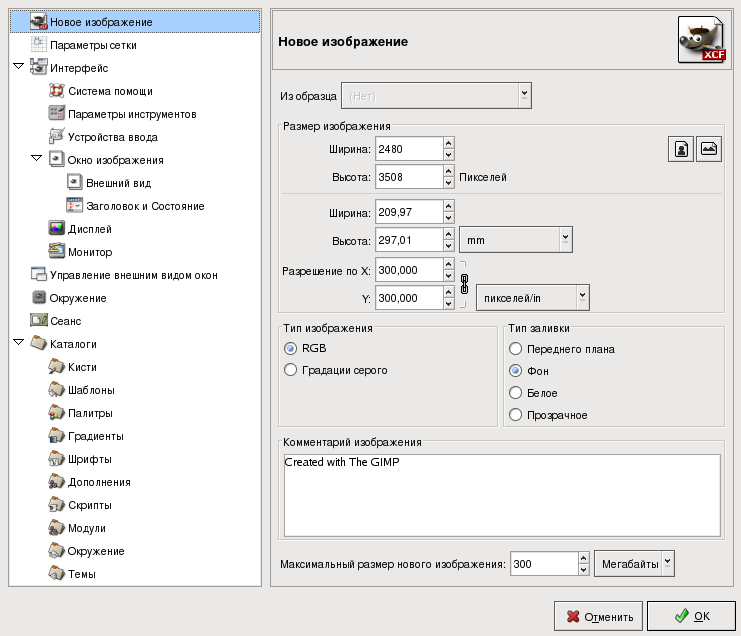 Новое изображение
Параметры сетки
Интерфейс
Система помощи
Параметры инструментов
Устройства ввода
Окно изображения
Внешний вид
Заголовок и Состояние
Дисплей
Монитор
Управление внешним видом окон
Окружение
Сеанс
Каталоги
Кисти
Шаблоны
Палитры
Градиенты
Шрифты
Дополнения
Скрипты
Модули
Окружение
Темы
Новое изображение
XCF
Из образца (Нет)
Размер изображения
Ширина: 2480
Высота: 3508 Пикселей
Ширина: 209,97
Высота: 297,01 mm
Разрешение по X: 300,000
Y: 300,000 пикселей/in
Тип изображения
RGB
Градации серого
Тип заливки
Переднего плана
Фон
Белое
Прозрачное
Комментарий изображения
Created with The GIMP
Максимальный размер нового изображения: 300 Мегабайты
Отменить OK